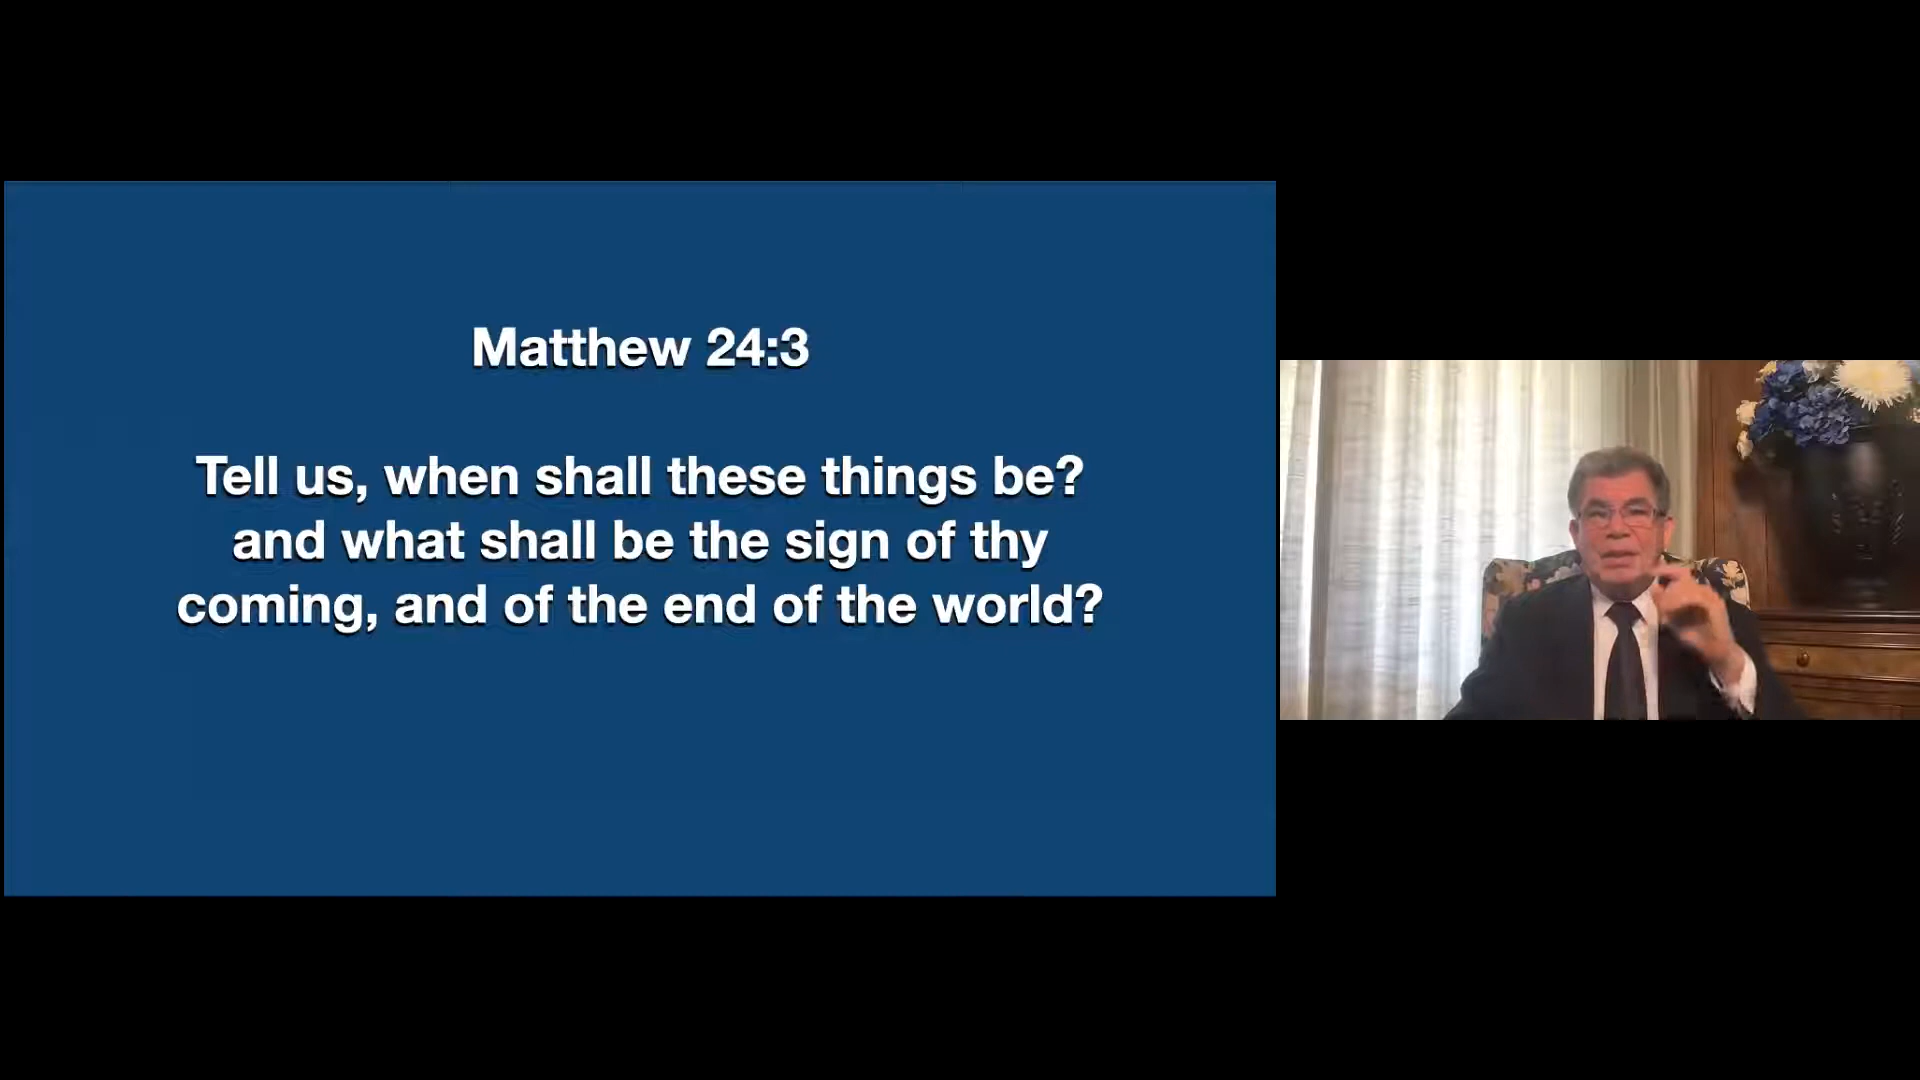 Matthew 24:3
Tell us, when shall these things be?
and what shall be the sign of thy
coming, and of the end of the world?